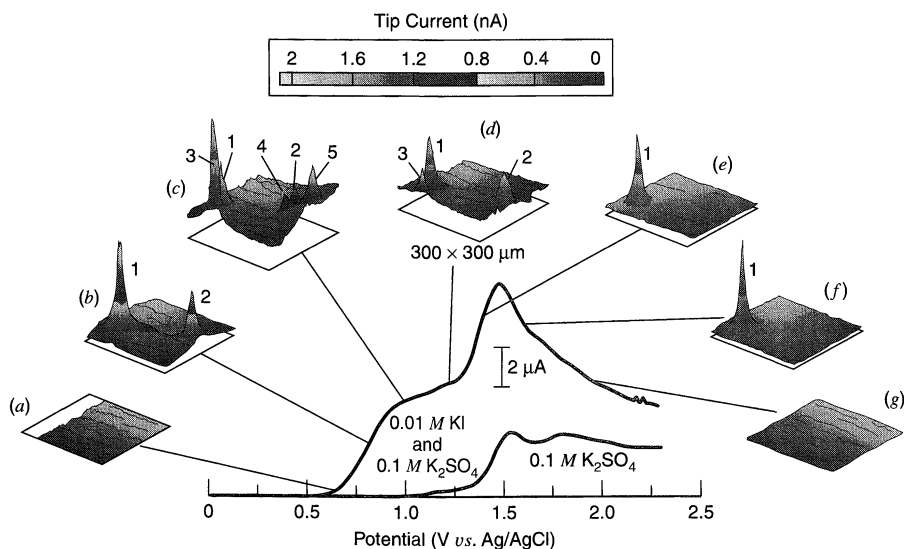 Tip Current (nA)
2 1.6 1.2 0.8 0.4 0
(d)
3 1 4 2 5
(c)
3 1 2
1 (e)
300 × 300 μm
(b) 1 2
1 (f)
2 μA
(a)
(g)
0.01 M KI
and
0.1 M K₂SO₄
0.1 M K₂SO₄
0 0.5 1.0 1.5 2.0 2.5
Potential (V vs. Ag/AgCl)